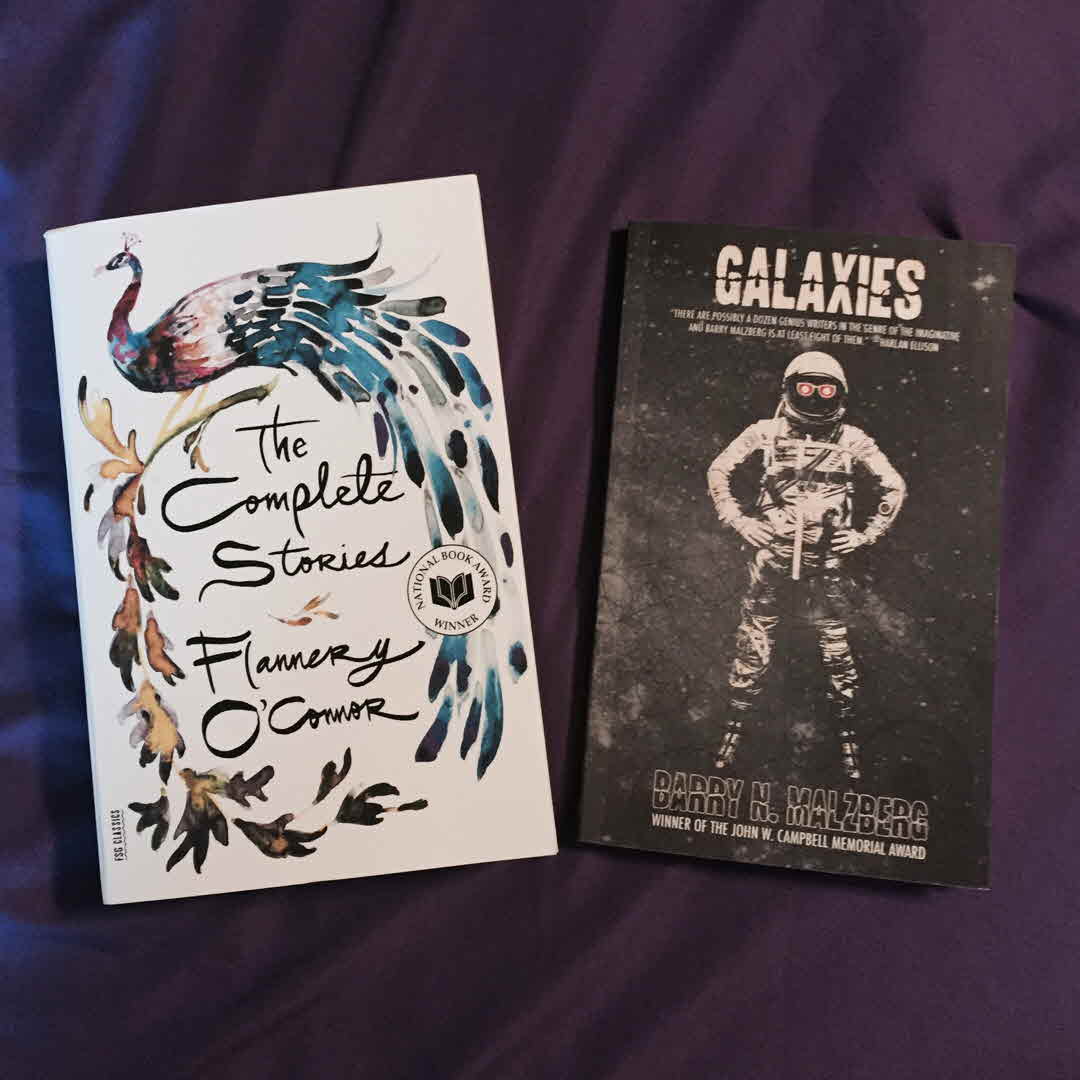 The
Complete
Stories
NATIONAL BOOK AWARD
WINNER
Flannery
O'Connor
FSG CLASSICS
GALAXIES
"THERE ARE POSSIBLY A DOZEN GENIUS WRITERS IN THE GENRE OF THE IMAGINATIVE
AND BARRY MALZBERG IS AT LEAST EIGHT OF THEM." HARLAN ELLISON
BARRY N. MALZBERG
WINNER OF THE JOHN W. CAMPBELL MEMORIAL AWARD